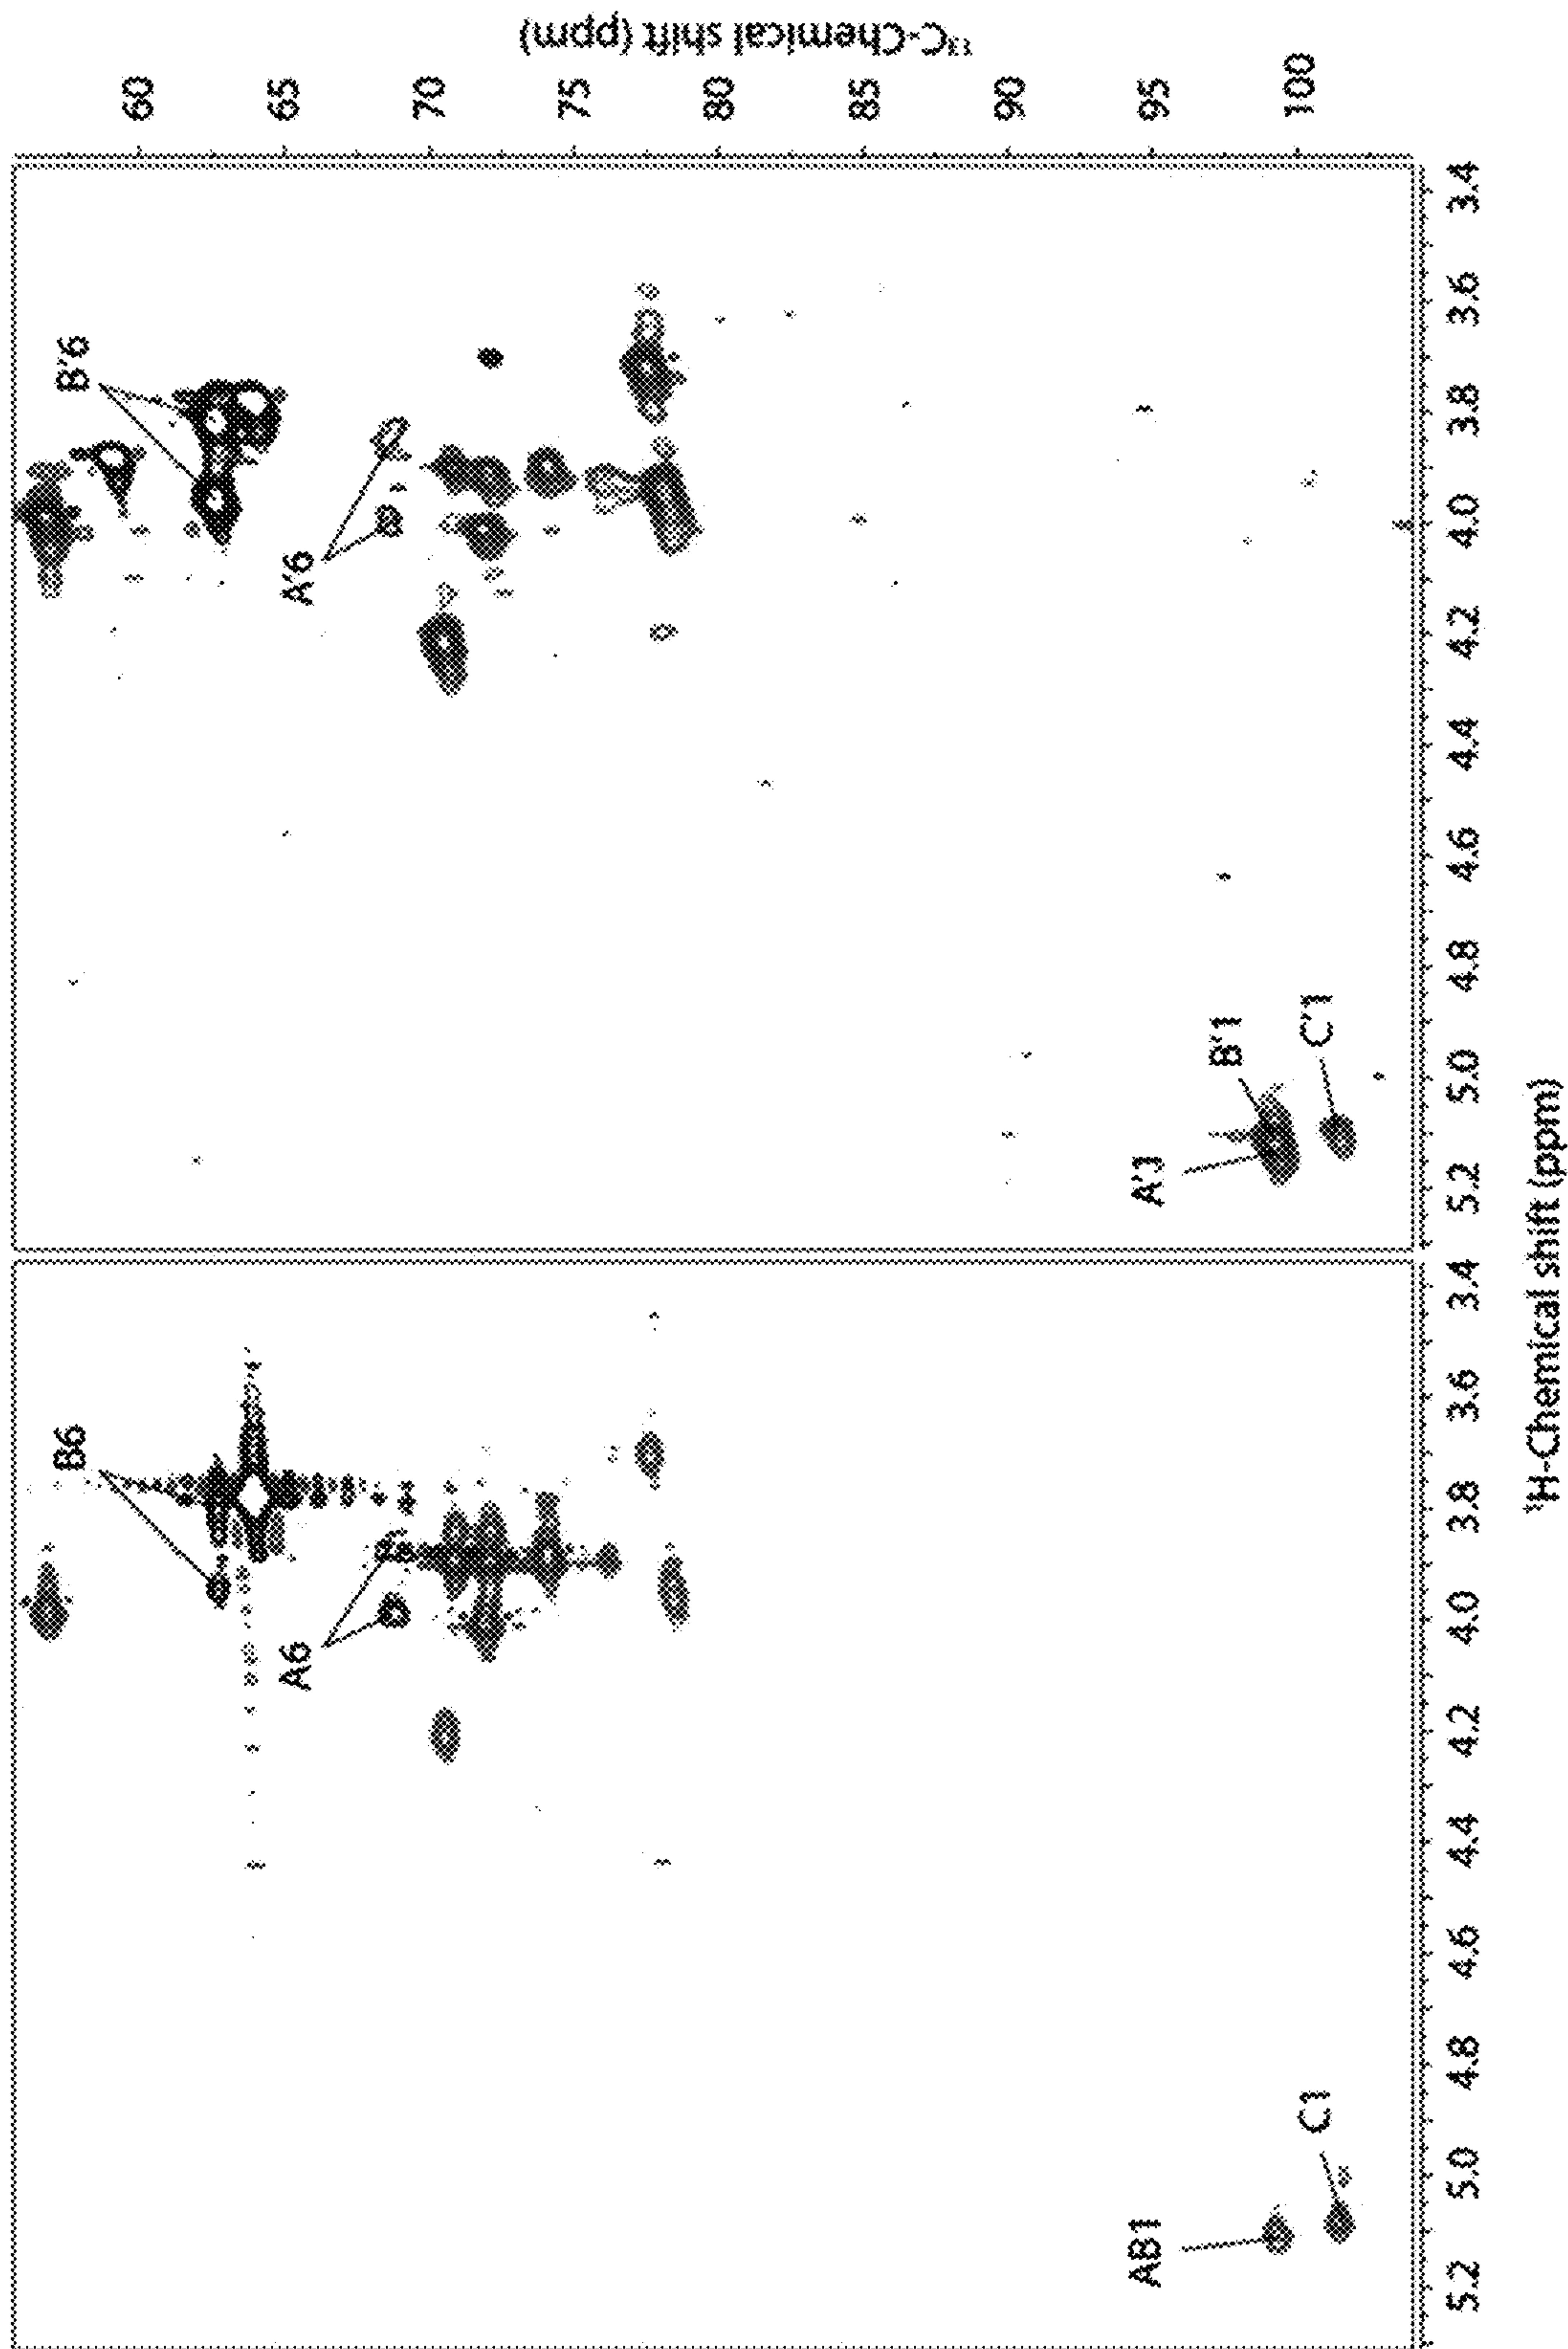 B6
A6
AB1
C1
B'6
A'6
A'1
B'1
C'1
60
65
70
75
80
85
90
95
100
¹³C-Chemical shift (ppm)
5.2 5.0 4.8 4.6 4.4 4.2 4.0 3.8 3.6 3.4
5.2 5.0 4.8 4.6 4.4 4.2 4.0 3.8 3.6 3.4
¹H-Chemical shift (ppm)